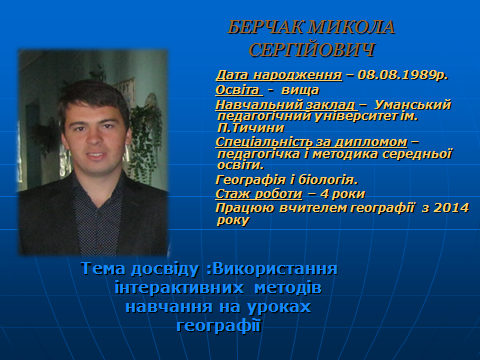 БЕРЧАК МИКОЛА
СЕРГІЙОВИЧ
Дата народження – 08.08.1989р.
Освіта - вища
Навчальний заклад – Уманський
педагогічний університет ім.
П.Тичини
Спеціальність за дипломом –
педагогічка і методика середньої
освіти.
Географія і біологія.
Стаж роботи – 4 роки
Працюю вчителем географії з 2014
року
Тема досвіду :Використання
інтерактивних методів
навчання на уроках
географії